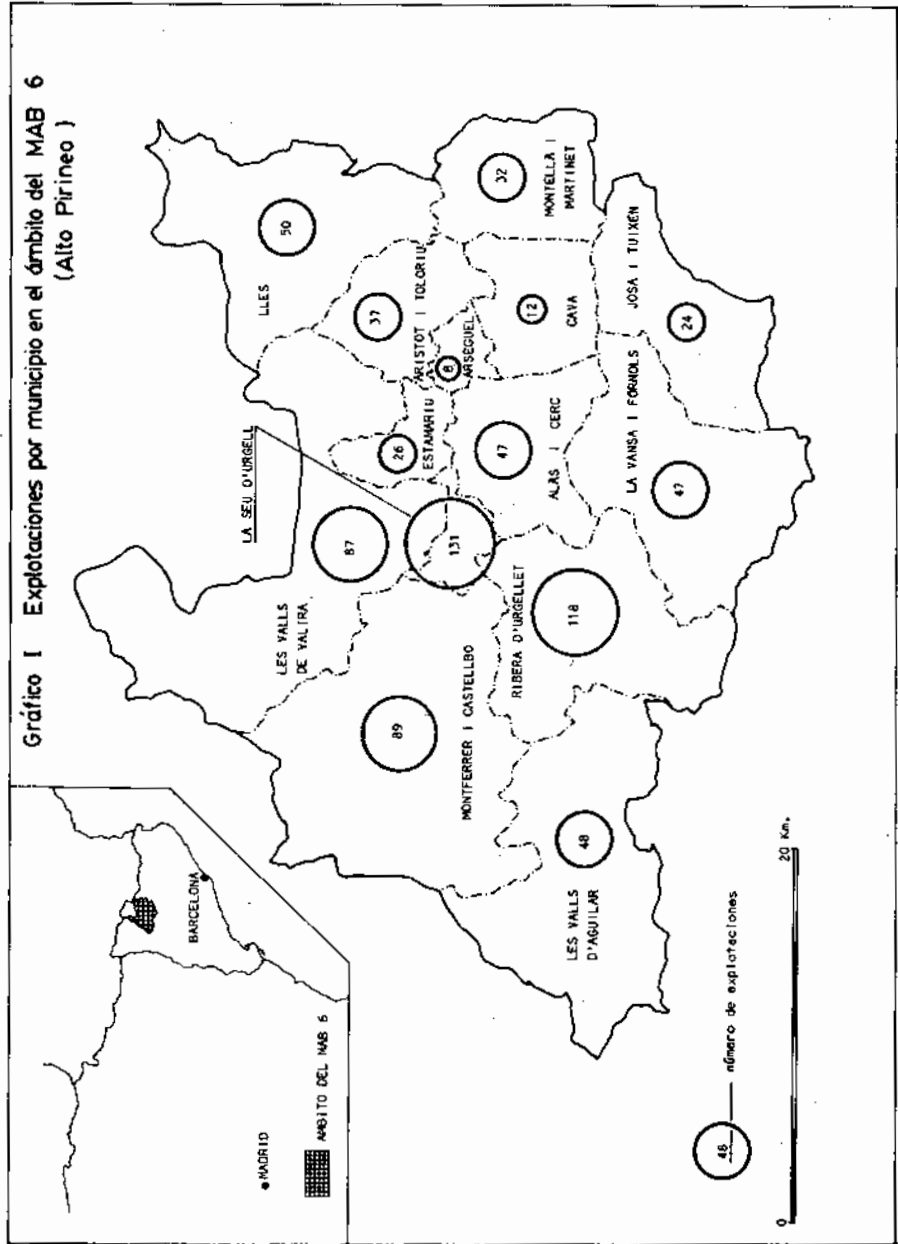 Gráfico I Explotaciones por municipio en el ámbito del MAB 6
(Alto Pirineo )
BARCELONA
MADRID
AMBITO DEL MAB 6
LA SEU D'URGELL
LLES
50
LES VALLS
DE VALIRA
87
ESTAMARIU
26
ARISTOT I TOLORIU
37
ARSEGUEL
8
MONTELLA I
MARTINET
32
CAVA
12
131
ALAS I CERC
47
MONTFERRER I CASTELLBO
89
RIBERA D'URGELLET
118
JOSA I TUIXEN
24
LA VANSA I FORNOLS
47
LES VALLS
D'AGUILAR
48
48
número de explotaciones
0
20 Km.